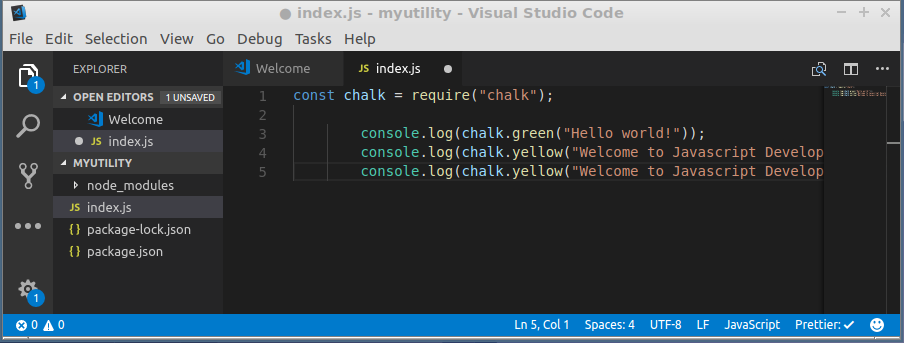 ● index.js - myutility - Visual Studio Code
File Edit Selection View Go Debug Tasks Help
EXPLORER
Welcome
JS index.js ●
OPEN EDITORS 1 UNSAVED
Welcome
● JS index.js
MYUTILITY
node_modules
JS index.js
{ } package-lock.json
{ } package.json
1
1
1 const chalk = require("chalk");
2
3 console.log(chalk.green("Hello world!"));
4 console.log(chalk.yellow("Welcome to Javascript Develop
5 console.log(chalk.yellow("Welcome to Javascript Develop
0 0 Ln 5, Col 1 Spaces: 4 UTF-8 LF JavaScript Prettier: ✓